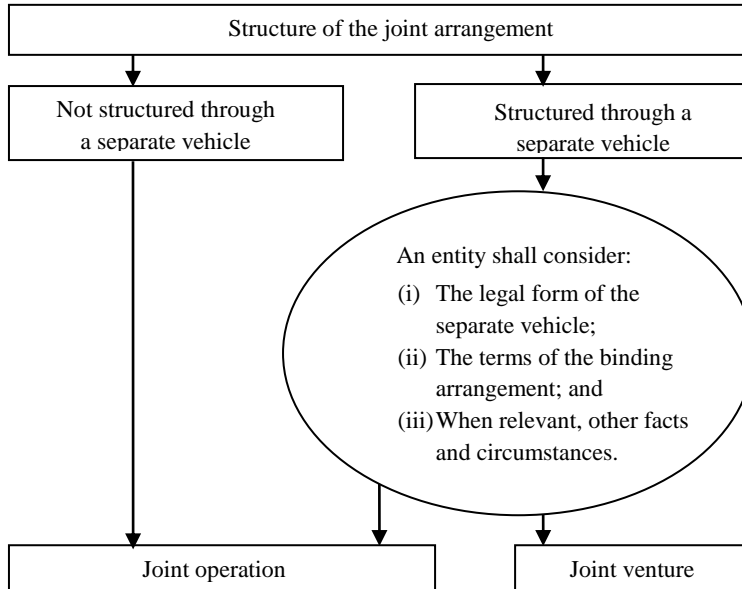 Structure of the joint arrangement
Not structured through
a separate vehicle
Structured through a
separate vehicle
An entity shall consider:
(i) The legal form of the
separate vehicle;
(ii) The terms of the binding
arrangement; and
(iii) When relevant, other facts
and circumstances.
Joint operation
Joint venture